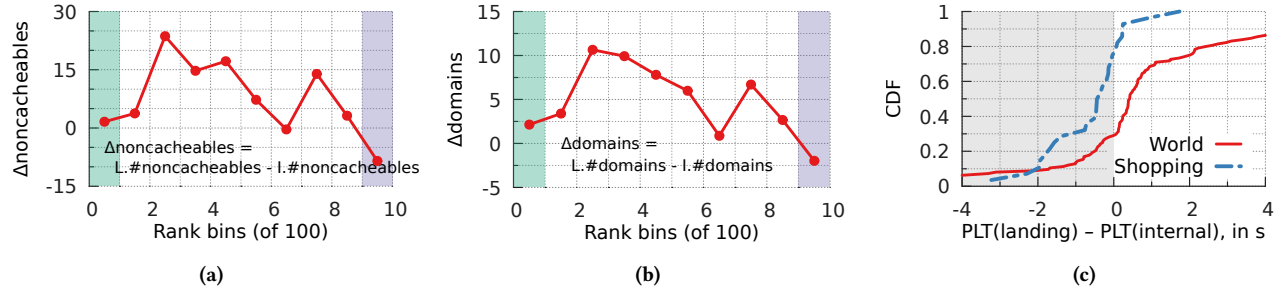 Δnoncacheables
30
15
0
-15
Δnoncacheables =
L.#noncacheables - I.#noncacheables
0 2 4 6 8 10
Rank bins (of 100)
(a)
Δdomains
15
10
5
0
-5
Δdomains =
L.#domains - I.#domains
0 2 4 6 8 10
Rank bins (of 100)
(b)
CDF
1
0.8
0.6
0.4
0.2
0
World
Shopping
-4 -2 0 2 4
PLT(landing) – PLT(internal), in s
(c)